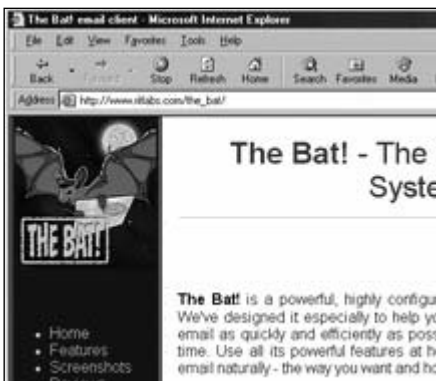 The Bat! email client - Microsoft Internet Explorer
File Edit View Favorites Tools Help
Back Forward Stop Refresh Home Search Favorites Media
Address http://www.ritlabs.com/the_bat/
The Bat! - The
Syste
THE BAT!
The Bat! is a powerful, highly configu
We've designed it especially to help yo
email as quickly and efficiently as poss
time. Use all its powerful features at h
email naturally - the way you want and ho
Home
Features
Screenshots